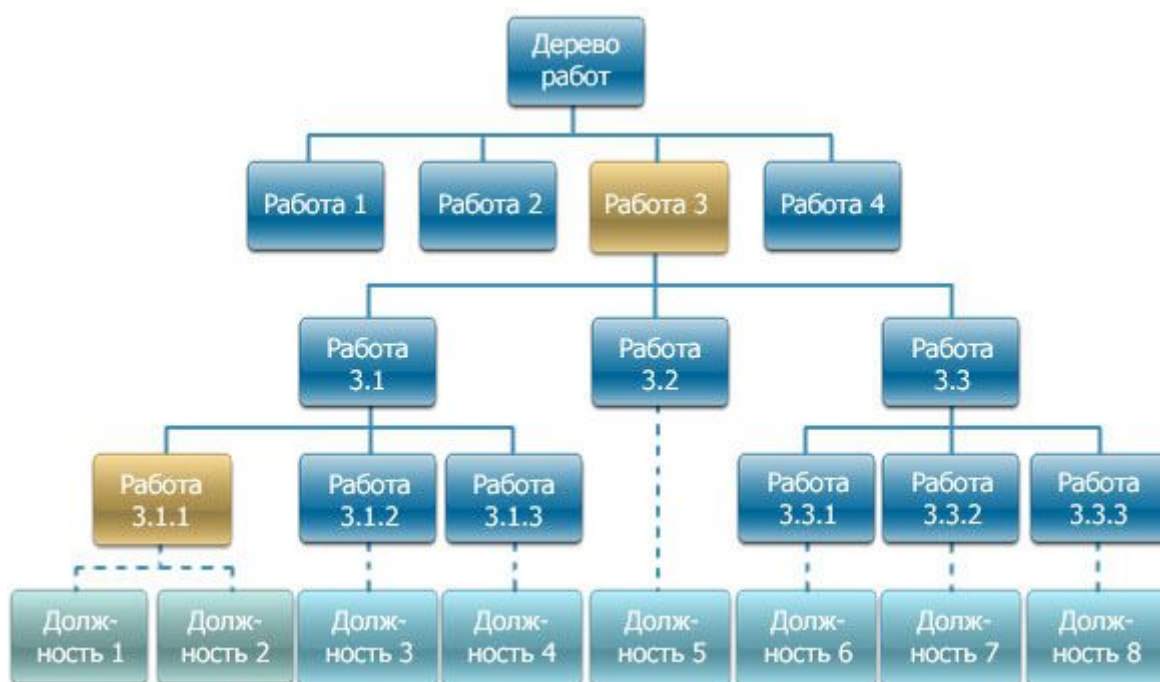 Дерево
работ
Работа 1
Работа 2
Работа 3
Работа 4
Работа
3.1
Работа
3.2
Работа
3.3
Работа
3.1.1
Работа
3.1.2
Работа
3.1.3
Работа
3.3.1
Работа
3.3.2
Работа
3.3.3
Долж-
ность 1
Долж-
ность 2
Долж-
ность 3
Долж-
ность 4
Долж-
ность 5
Долж-
ность 6
Долж-
ность 7
Долж-
ность 8